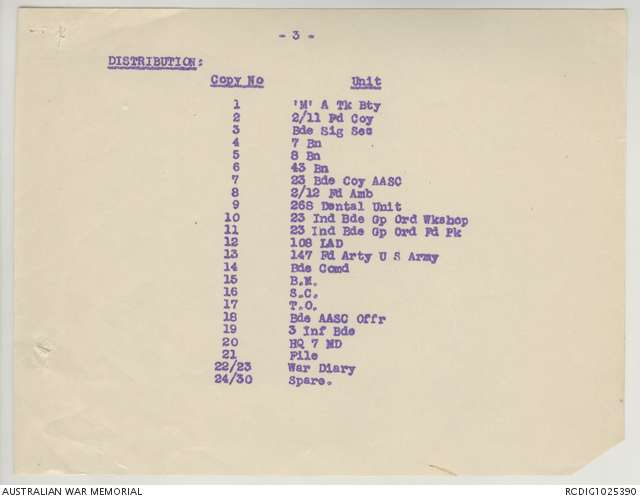 - 3 -
DISTRIBUTION:
Copy No Unit
1 'M' A Tk Bty
2 2/11 Fd Coy
3 Bde Sig Sec
4 7 Bn
5 8 Bn
6 43 Bn
7 23 Bde Coy AASC
8 2/12 Fd Amb
9 268 Dental Unit
10 23 Ind Bde Gp Ord Wkshop
11 23 Ind Bde Gp Ord Fd Pk
12 108 LAD
13 147 Fd Arty U S Army
14 Bde Comd
15 B.M.
16 S.C.
17 T.O.
18 Bde AASC Offr
19 3 Inf Bde
20 HQ 7 MD
21 File
22/23 War Diary
24/30 Spare.
AUSTRALIAN WAR MEMORIAL RCDIG1025390